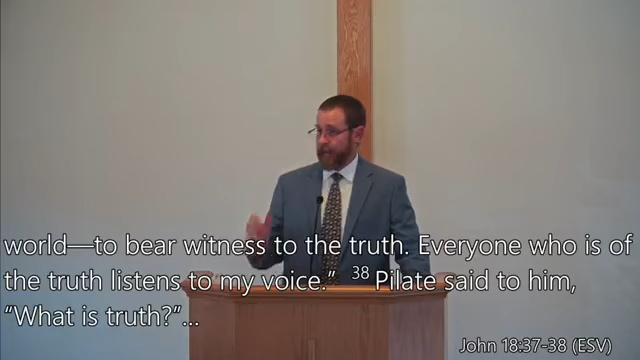 world—to bear witness to the truth. Everyone who is of
the truth listens to my voice.” ³⁸ Pilate said to him,
“What is truth?”...
John 18:37-38 (ESV)